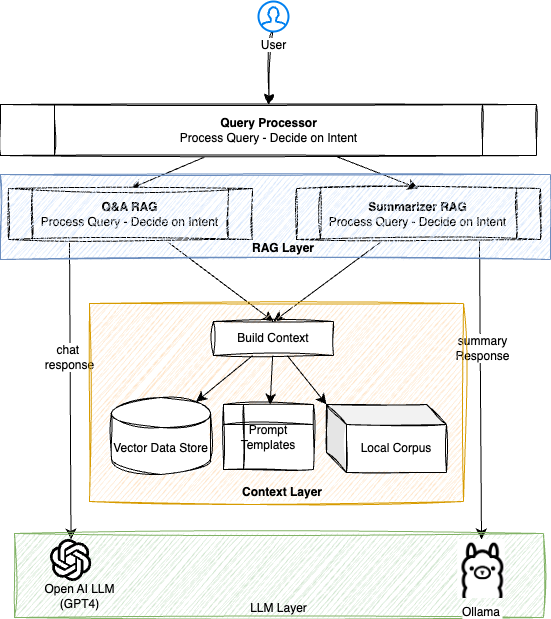 User
Query Processor
Process Query - Decide on Intent
Q&A RAG
Process Query - Decide on Intent
Summarizer RAG
Process Query - Decide on Intent
RAG Layer
Build Context
chat
response
summary
Response
Vector Data Store
Prompt
Templates
Local Corpus
Context Layer
Open AI LLM
(GPT4)
Ollama
LLM Layer